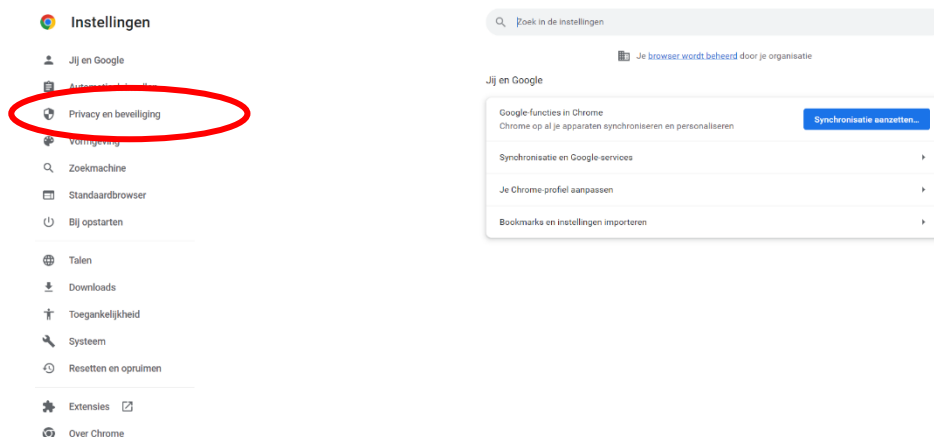 Instellingen
Zoek in de instellingen
Jij en Google
Je browser wordt beheerd door je organisatie
Automatisch invullen
Jij en Google
Privacy en beveiliging
Google-functies in Chrome
Chrome op al je apparaten synchroniseren en personaliseren
Synchronisatie aanzetten...
Vormgeving
Synchronisatie en Google-services
Zoekmachine
Je Chrome-profiel aanpassen
Standaardbrowser
Bookmarks en instellingen importeren
Bij opstarten
Talen
Downloads
Toegankelijkheid
Systeem
Resetten en opruimen
Extensies
Over Chrome